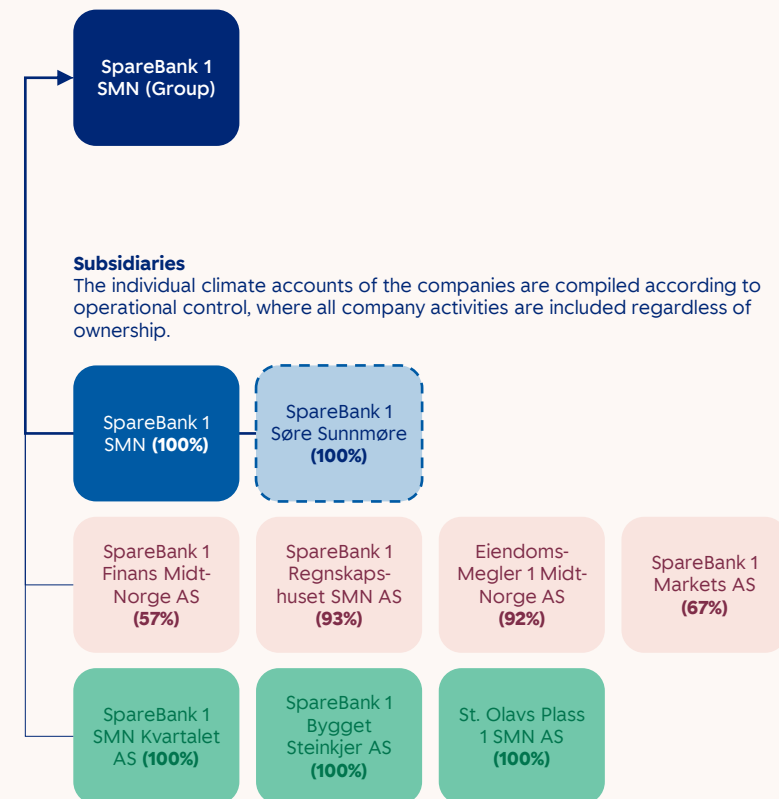 SpareBank 1
SMN (Group)
Subsidiaries
The individual climate accounts of the companies are compiled according to
operational control, where all company activities are included regardless of
ownership.
SpareBank 1
SMN (100%)
SpareBank 1
Søre Sunnmøre
(100%)
SpareBank 1
Finans Midt-
Norge AS
(57%)
SpareBank 1
Regnskaps-
huset SMN AS
(93%)
Eiendoms-
Megler 1 Midt-
Norge AS
(92%)
SpareBank 1
Markets AS
(67%)
SpareBank 1
SMN Kvartalet
AS (100%)
SpareBank 1
Bygget
Steinkjer AS
(100%)
St. Olavs Plass
1 SMN AS
(100%)